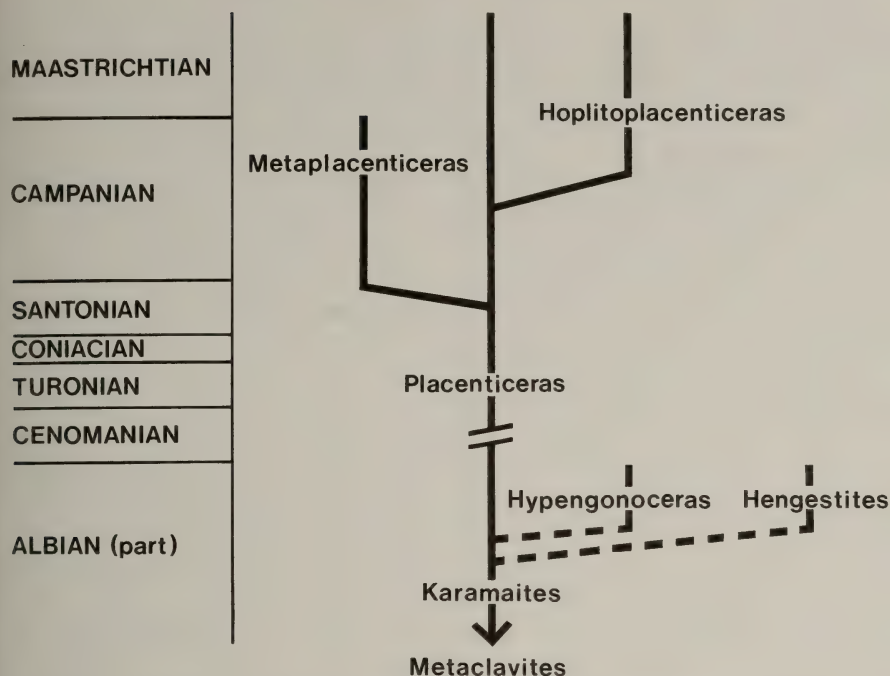 MAASTRICHTIAN
Hoplitoplacenticeras
Metaplacenticeras
CAMPANIAN
SANTONIAN
CONIACIAN
Placenticeras
TURONIAN
CENOMANIAN
Hypengonoceras Hengestites
ALBIAN (part)
Karamaites
Metaclavites